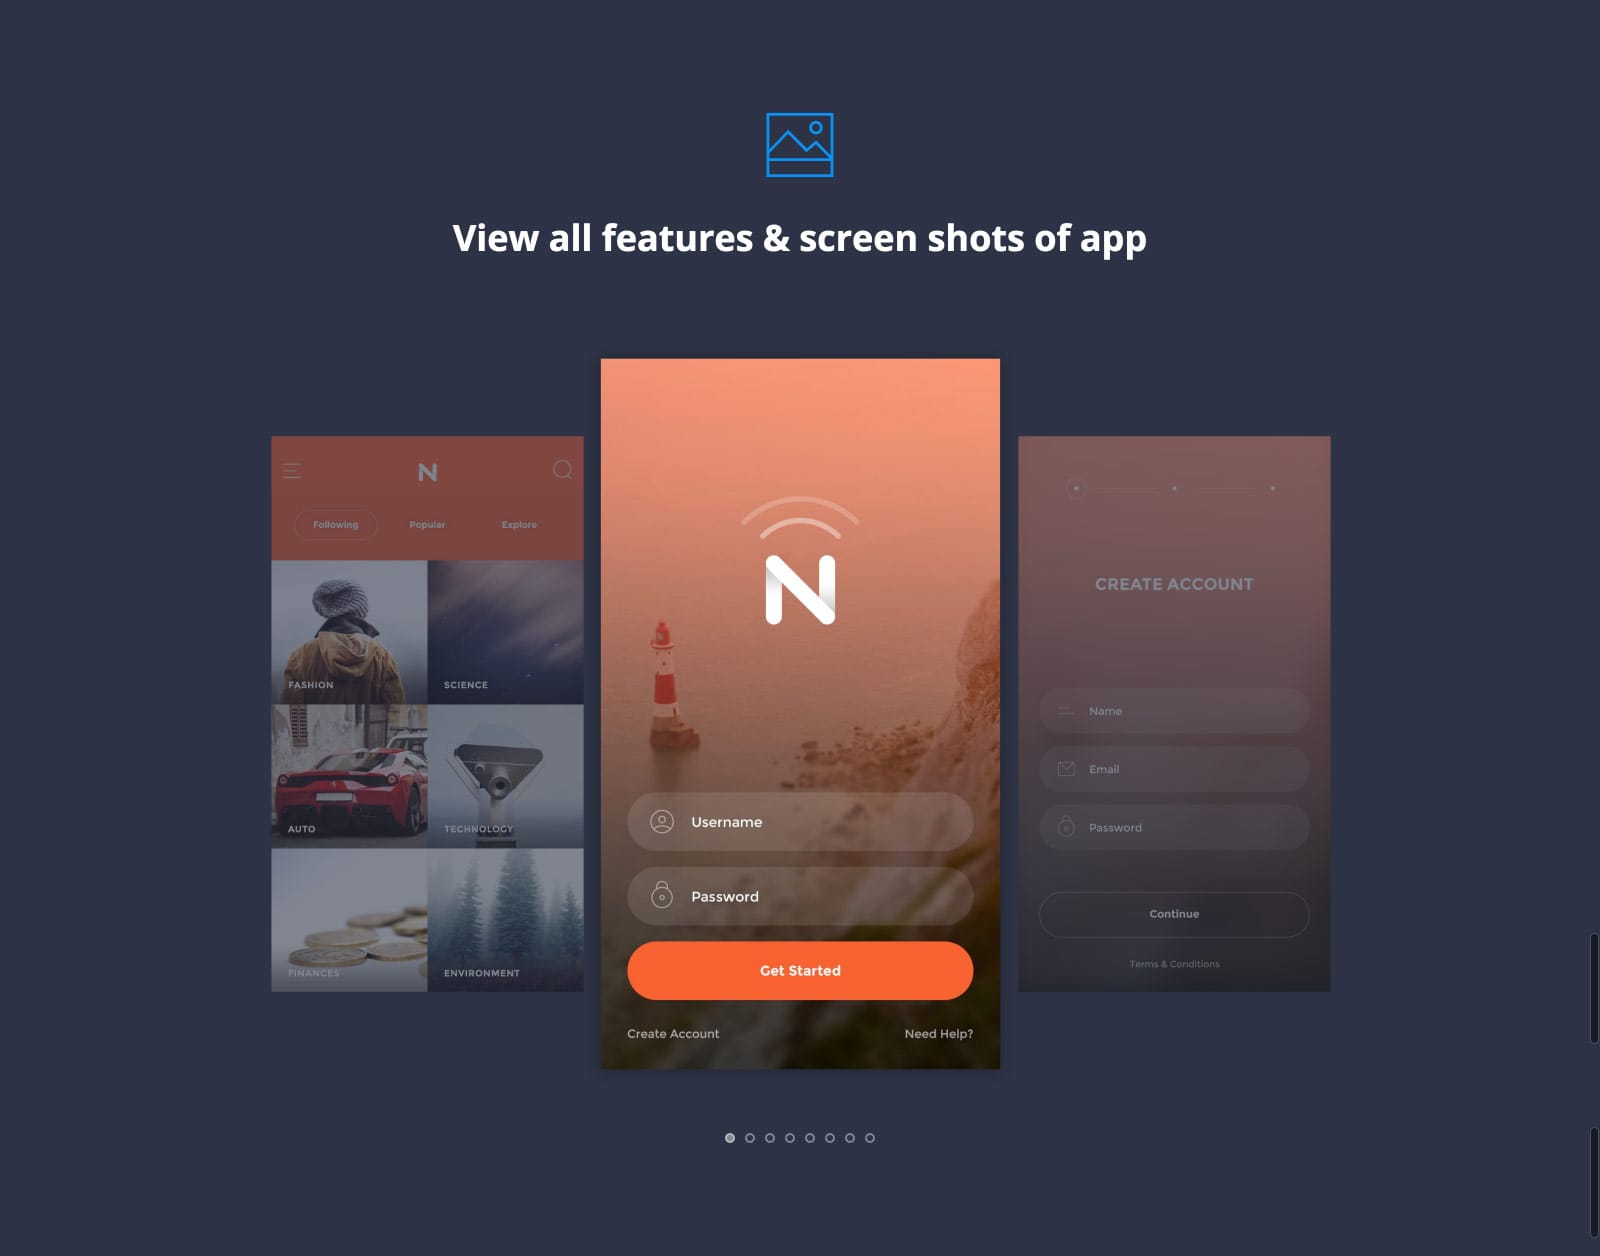 View all features & screen shots of app
N
Following Popular Explore
FASHION SCIENCE
AUTO TECHNOLOGY
FINANCES ENVIRONMENT
N
Username
Password
Get Started
Create Account Need Help?
CREATE ACCOUNT
Name
Email
Password
Continue
Terms & Conditions